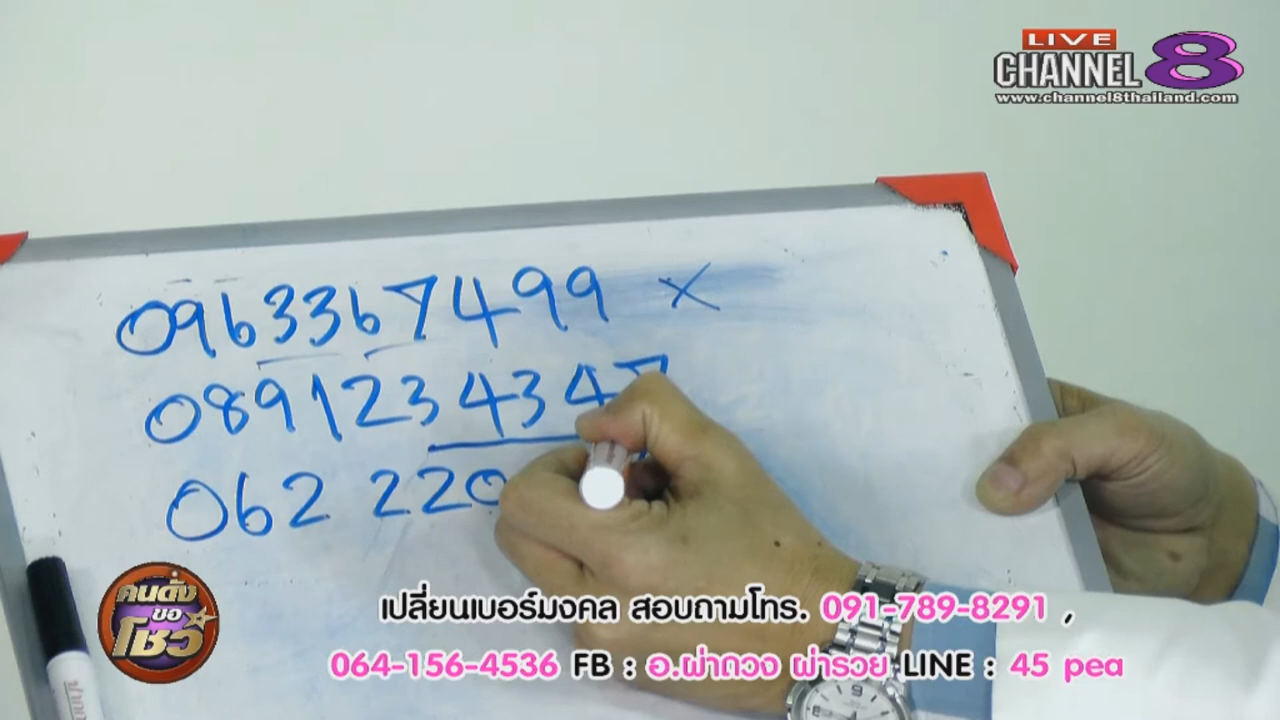 LIVE
CHANNEL 8
www.channel8thailand.com
0963367499 X
0891234347
062 220
คนดัง
ขอ
โชว์
เปลี่ยนเบอร์มงคล สอบถามโทร. 091-789-8291 ,
064-156-4536 FB : อ.ผ่าดวง ผ่ารวย LINE : 45 pea